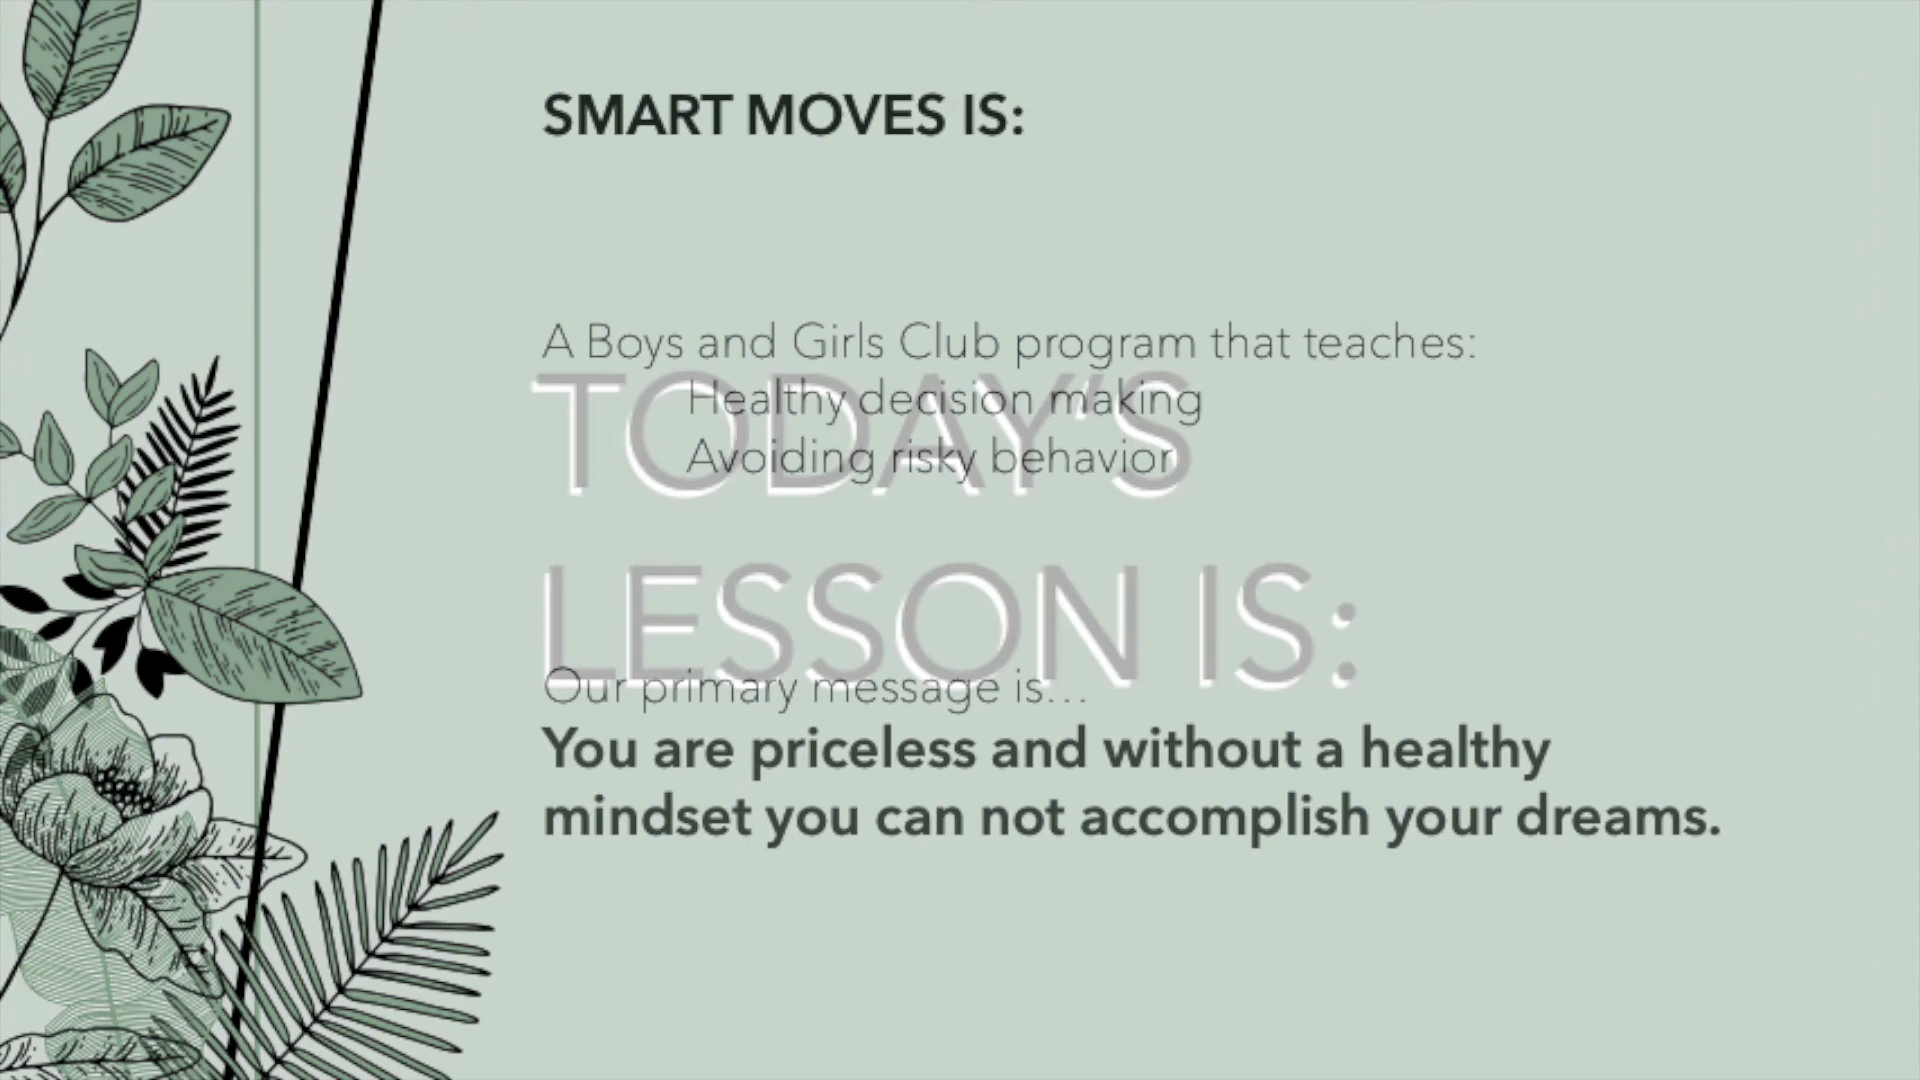 SMART MOVES IS:
A Boys and Girls Club program that teaches:
Healthy decision making
Avoiding risky behavior
TODAY'S
LESSON IS:
Our primary message is...
You are priceless and without a healthy
mindset you can not accomplish your dreams.